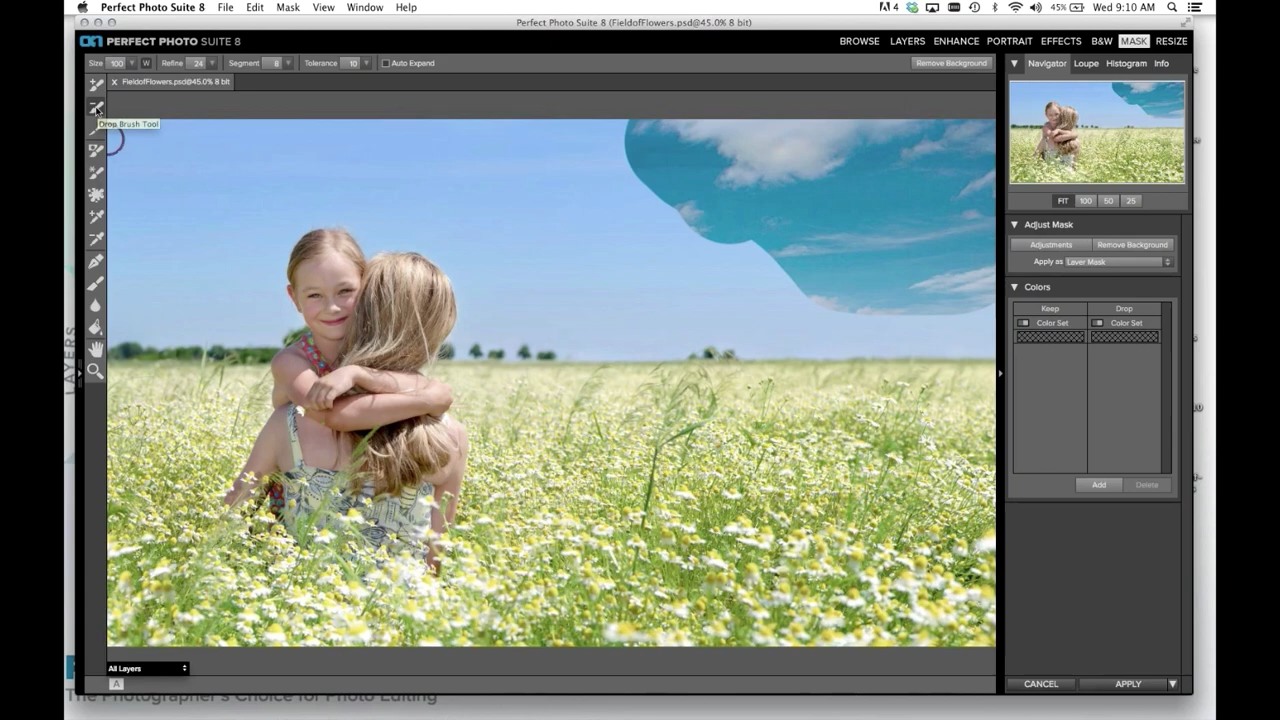 Perfect Photo Suite 8 File Edit Mask View Window Help 4 45% Wed 9:10 AM
Perfect Photo Suite 8 (FieldofFlowers.psd@45.0% 8 bit)
PERFECT PHOTO SUITE 8 BROWSE LAYERS ENHANCE PORTRAIT EFFECTS B&W MASK RESIZE
Size 100 W Refine 24 Segment 8 Tolerance 10 Auto Expand Remove Background
X FieldofFlowers.psd@45.0% 8 bit
Navigator Loupe Histogram Info
Drop Brush Tool
FIT 100 50 25
Adjust Mask
Adjustments Remove Background
Apply as Layer Mask
Colors
Keep Drop
Color Set Color Set
LAYERS
Add Delete
All Layers
A
CANCEL APPLY
The Photographer's Choice for Photo Editing